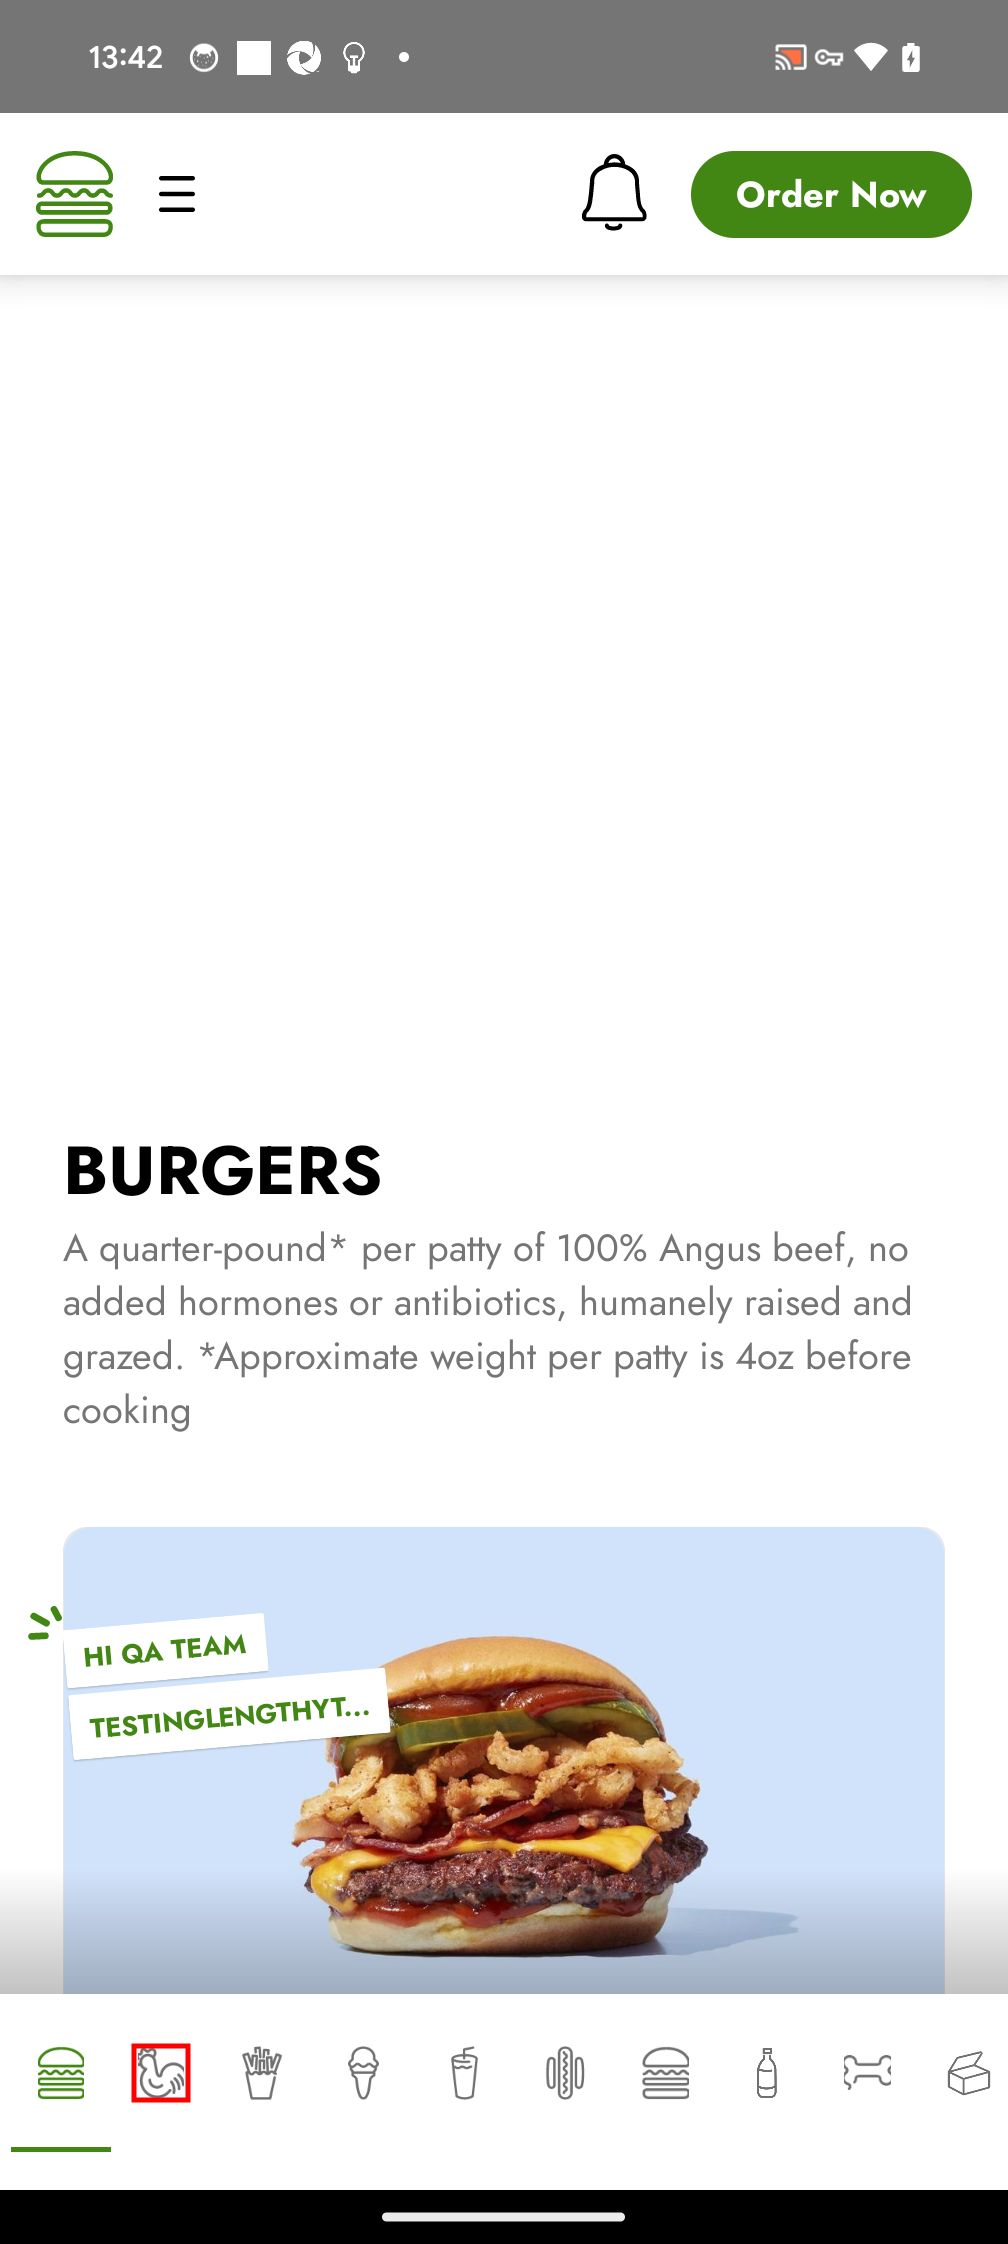 13:42
Order Now
BURGERS
A quarter-pound* per patty of 100% Angus beef, no
added hormones or antibiotics, humanely raised and
grazed. *Approximate weight per patty is 4oz before
cooking
HI QA TEAM
TESTINGLENGTHYT...